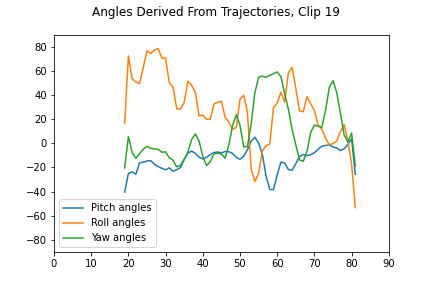 Angles Derived From Trajectories, Clip 19
80
60
40
20
0
−20
−40
−60
−80
Pitch angles
Roll angles
Yaw angles
0 10 20 30 40 50 60 70 80 90